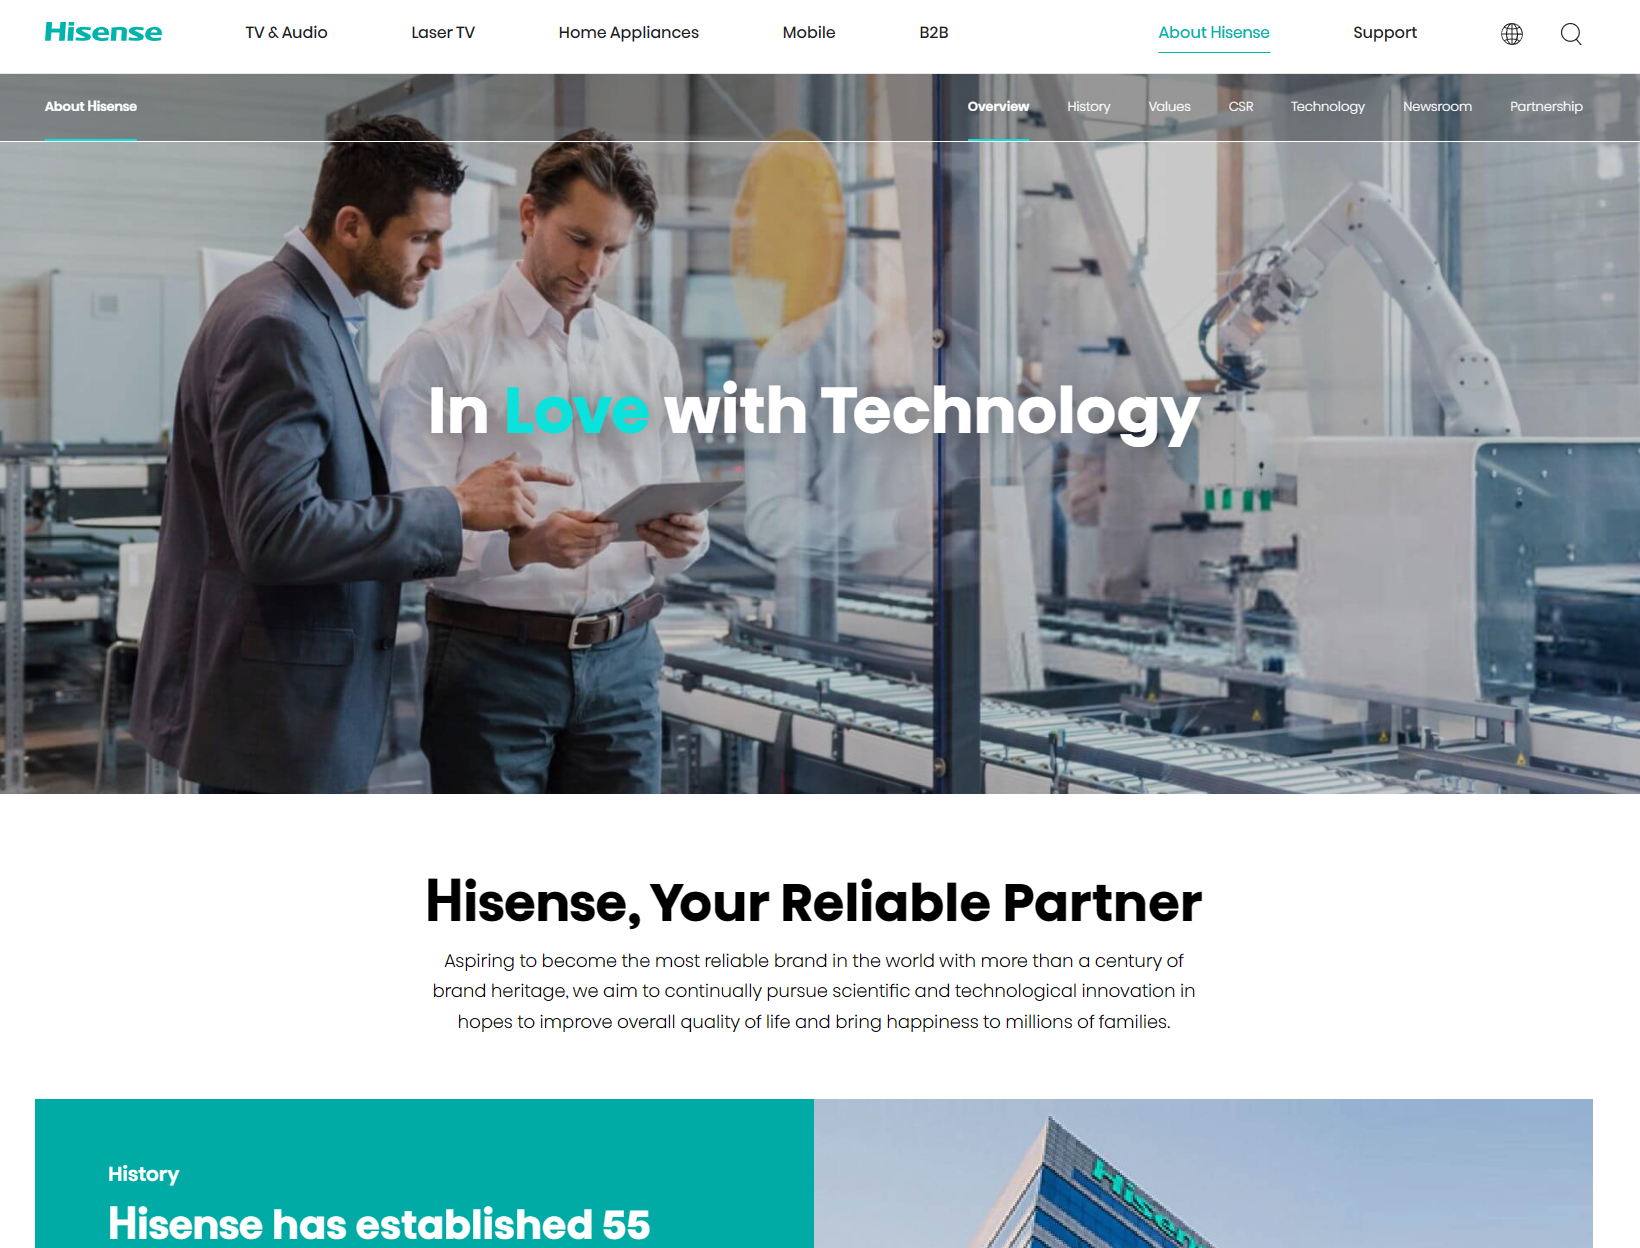 Hisense
TV & Audio
Laser TV
Home Appliances
Mobile
B2B
About Hisense
Support
About Hisense
Overview
History
Values
CSR
Technology
Newsroom
Partnership
In Love with Technology
Hisense, Your Reliable Partner
Aspiring to become the most reliable brand in the world with more than a century of
brand heritage, we aim to continually pursue scientific and technological innovation in
hopes to improve overall quality of life and bring happiness to millions of families.
History
Hisense has established 55